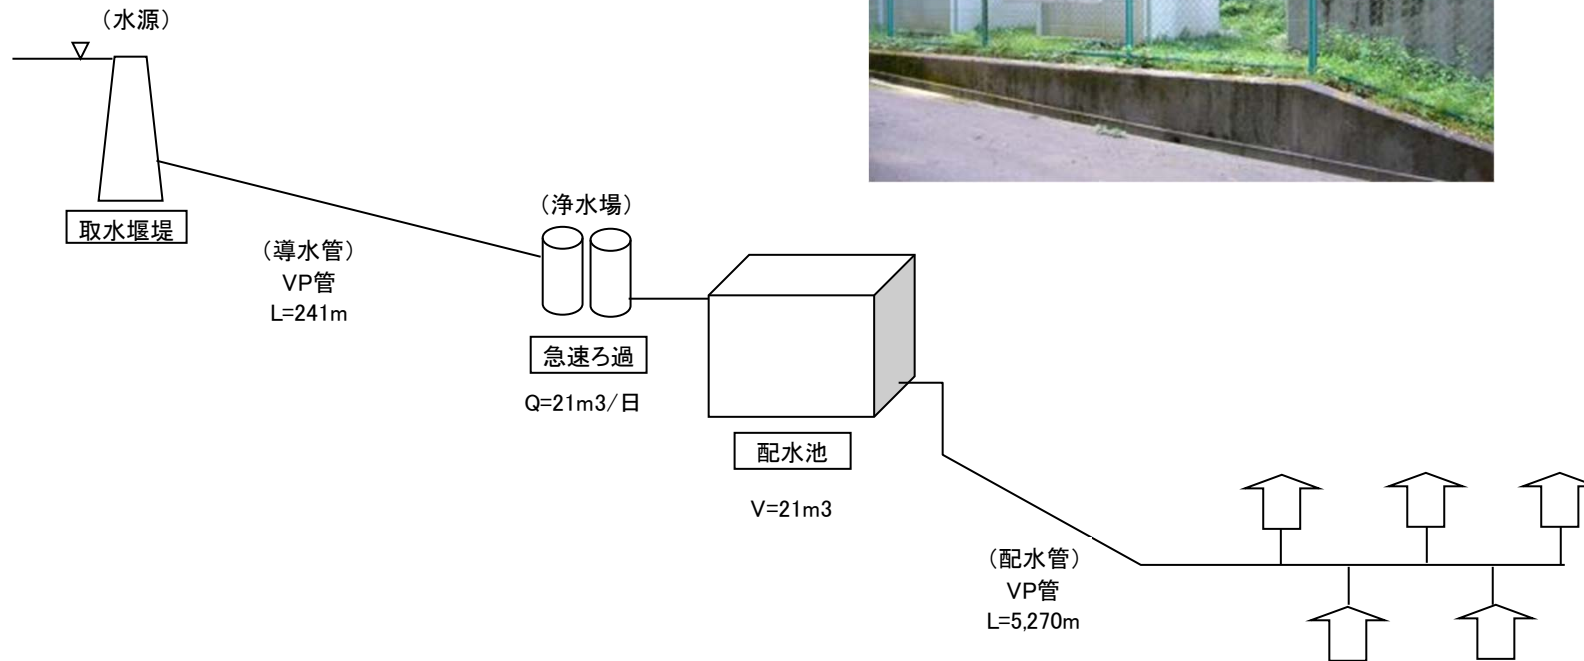 （水源）
取水堰堤
（導水管）
VP管
L=241m
（浄水場）
急速ろ過
Q=21m3/日
配水池
V=21m3
（配水管）
VP管
L=5,270m